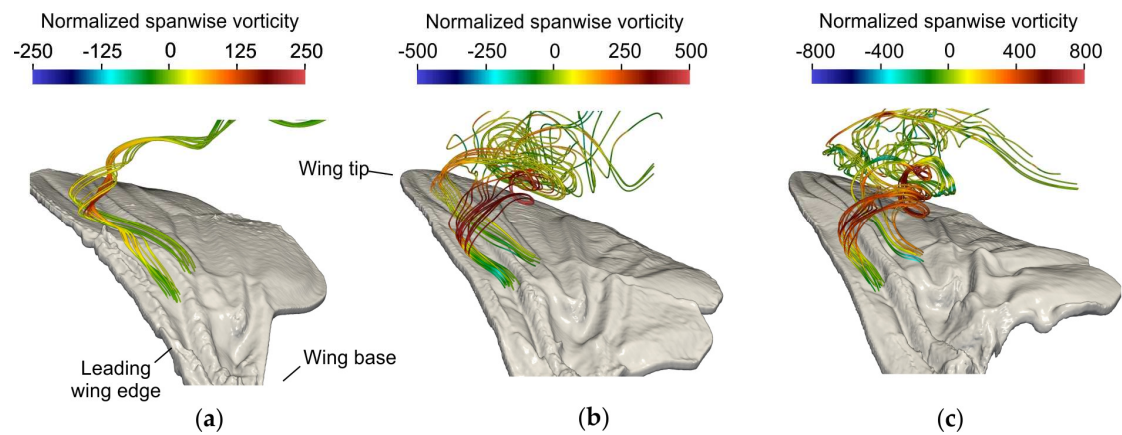 Normalized spanwise vorticity
-250 -125 0 125 250
Normalized spanwise vorticity
-500 -250 0 250 500
Normalized spanwise vorticity
-800 -400 0 400 800
Wing tip
Leading
wing edge
Wing base
(a)
(b)
(c)